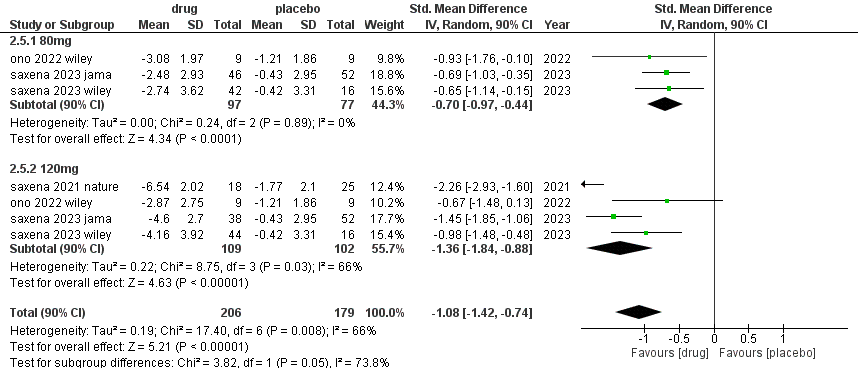 drug placebo Std. Mean Difference Std. Mean Difference
Study or Subgroup Mean SD Total Mean SD Total Weight IV, Random, 90% CI Year IV, Random, 90% CI
2.5.1 80mg
ono 2022 wiley -3.08 1.97 9 -1.21 1.86 9 9.8% -0.93 [-1.76, -0.10] 2022
saxena 2023 jama -2.48 2.93 46 -0.43 2.95 52 18.8% -0.69 [-1.03, -0.35] 2023
saxena 2023 wiley -2.74 3.62 42 -0.42 3.31 16 15.7% -0.65 [-1.14, -0.15] 2023
Subtotal (90% CI) 97 77 44.3% -0.70 [-0.97, -0.44]
Heterogeneity: Tau² = 0.00; Chi² = 0.24, df = 2 (P = 0.89); I² = 0%
Test for overall effect: Z = 4.34 (P < 0.0001)
2.5.2 120mg
saxena 2021 nature -6.54 2.02 18 -1.77 2.1 25 12.4% -2.26 [-2.93, -1.60] 2021
ono 2022 wiley -2.87 2.75 9 -1.21 1.86 9 10.2% -0.67 [-1.48, 0.13] 2022
saxena 2023 jama -4.6 2.7 38 -0.43 2.95 52 17.7% -1.45 [-1.85, -1.06] 2023
saxena 2023 wiley -4.16 3.92 44 -0.42 3.31 16 15.4% -0.98 [-1.48, -0.48] 2023
Subtotal (90% CI) 109 102 55.7% -1.36 [-1.84, -0.88]
Heterogeneity: Tau² = 0.22; Chi² = 8.75, df = 3 (P = 0.03); I² = 66%
Test for overall effect: Z = 4.63 (P < 0.00001)
Total (90% CI) 206 179 100.0% -1.08 [-1.42, -0.74]
Heterogeneity: Tau² = 0.19; Chi² = 17.40, df = 6 (P = 0.008); I² = 66%
Test for overall effect: Z = 5.21 (P < 0.00001)
Test for subgroup differences: Chi² = 3.82, df = 1 (P = 0.05), I² = 73.8%
-1 -0.5 0 0.5 1
Favours [drug] Favours [placebo]